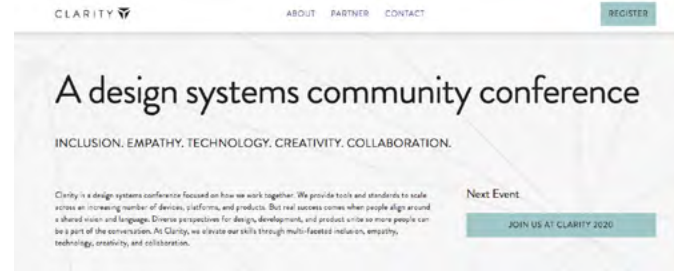 CLARITY
ABOUT PARTNER CONTACT
REGISTER
A design systems community conference
INCLUSION. EMPATHY. TECHNOLOGY. CREATIVITY. COLLABORATION.
Clarity is a design systems conference focused on how we work together. We provide tools and standards to scale
across an increasing number of devices, platforms, and products. But real success comes when people align around
a shared vision and language. Diverse perspectives for design, development, and product unite so more people can
be a part of the conversation. At Clarity, we elevate our skills through multi-faceted inclusion, empathy,
technology, creativity, and collaboration.
Next Event
JOIN US AT CLARITY 2020